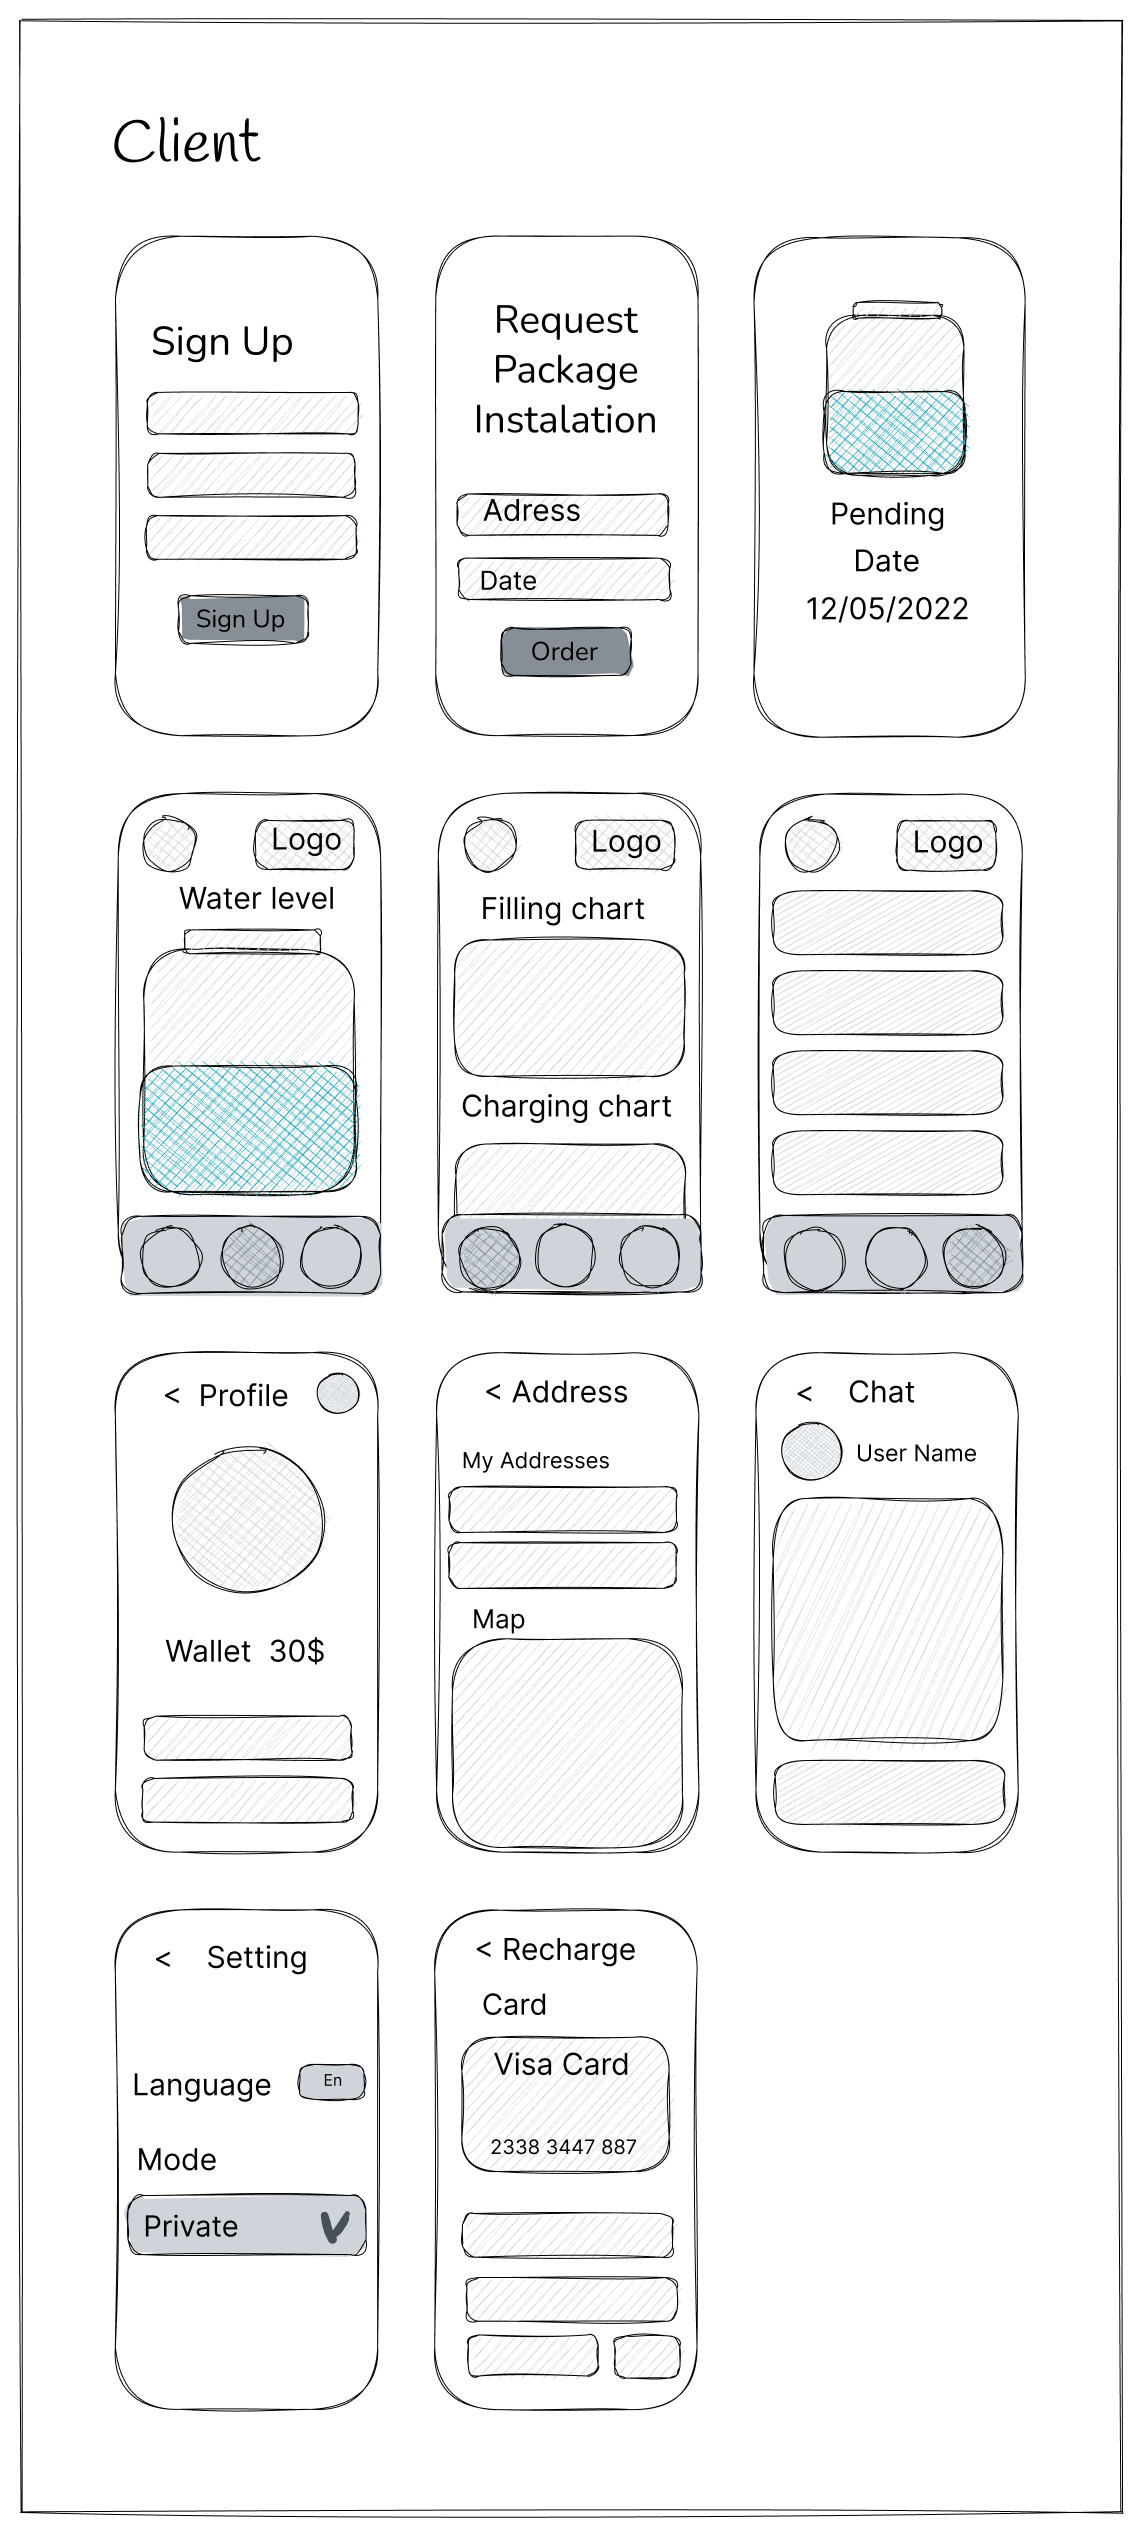 Client
Sign Up
Sign Up
Request
Package
Instalation
Adress
Date
Order
Pending
Date
12/05/2022
Logo
Water level
Logo
Filling chart
Charging chart
Logo
< Profile
Wallet 30$
< Address
My Addresses
Map
< Chat
User Name
< Setting
Language En
Mode
Private
< Recharge
Card
Visa Card
2338 3447 887